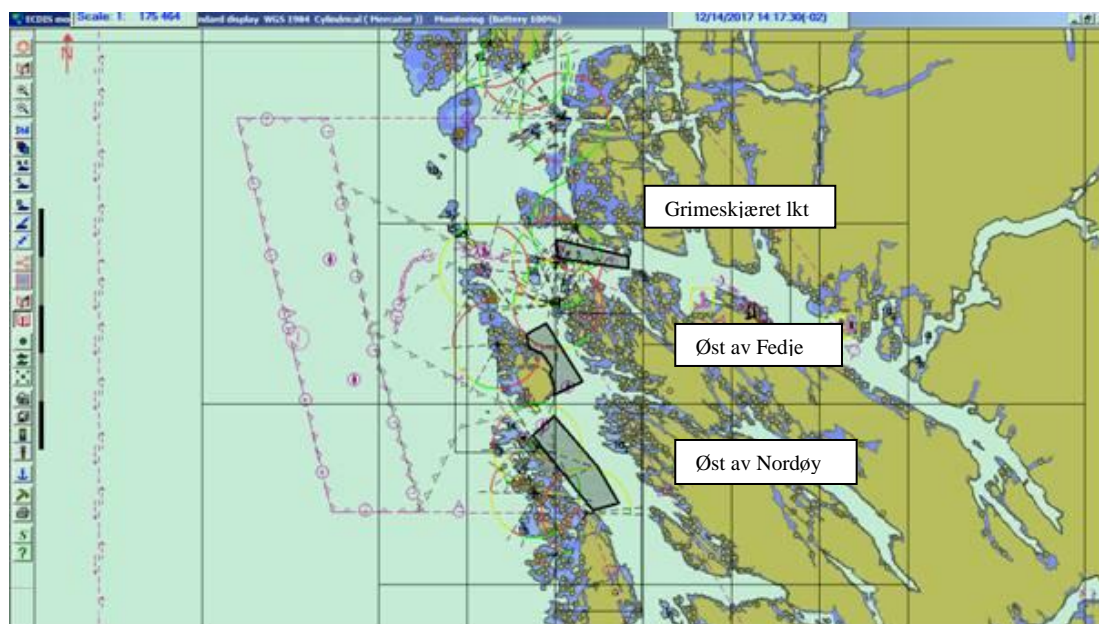 Scale: 1: 175 464
ndard display WGS 1984 Cylindrical ( Mercator )) Monitoring (Battery 100%)
12/14/2017 14:17:30(-02)
N
Grimeskjæret lkt
Øst av Fedje
Øst av Nordøy
S
?